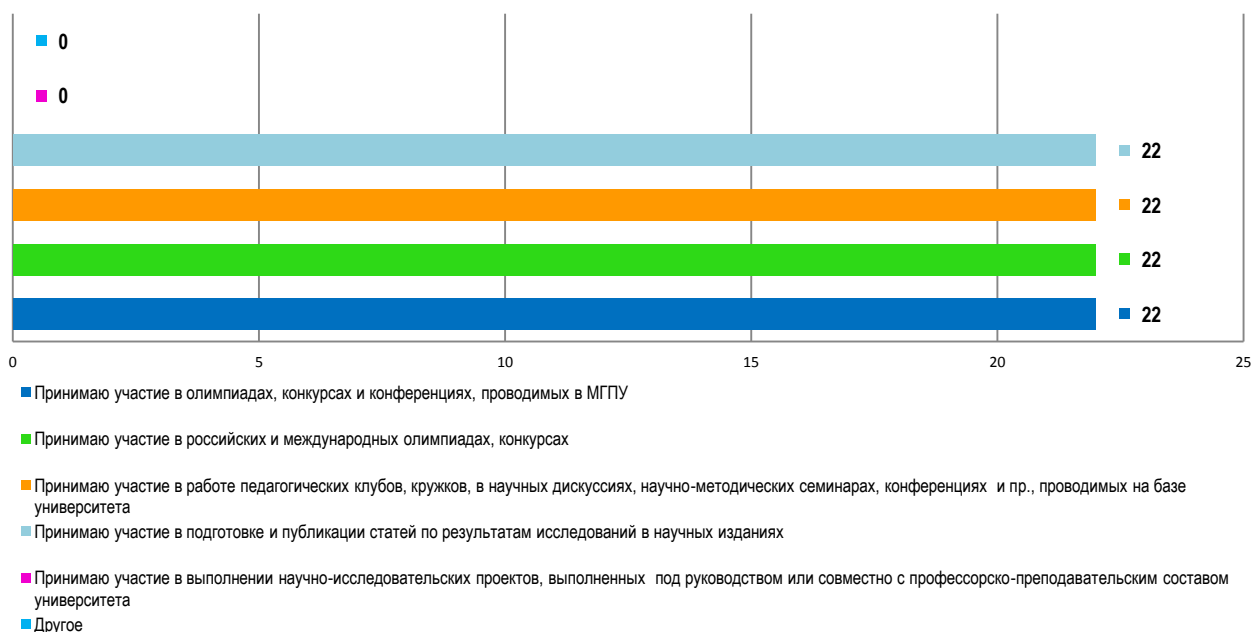 0
0
22
22
22
22
0 5 10 15 20 25
Принимаю участие в олимпиадах, конкурсах и конференциях, проводимых в МГПУ
Принимаю участие в российских и международных олимпиадах, конкурсах
Принимаю участие в работе педагогических клубов, кружков, в научных дискуссиях, научно-методических семинарах, конференциях и пр., проводимых на базе
университета
Принимаю участие в подготовке и публикации статей по результатам исследований в научных изданиях
Принимаю участие в выполнении научно-исследовательских проектов, выполненных под руководством или совместно с профессорско-преподавательским составом
университета
Другое